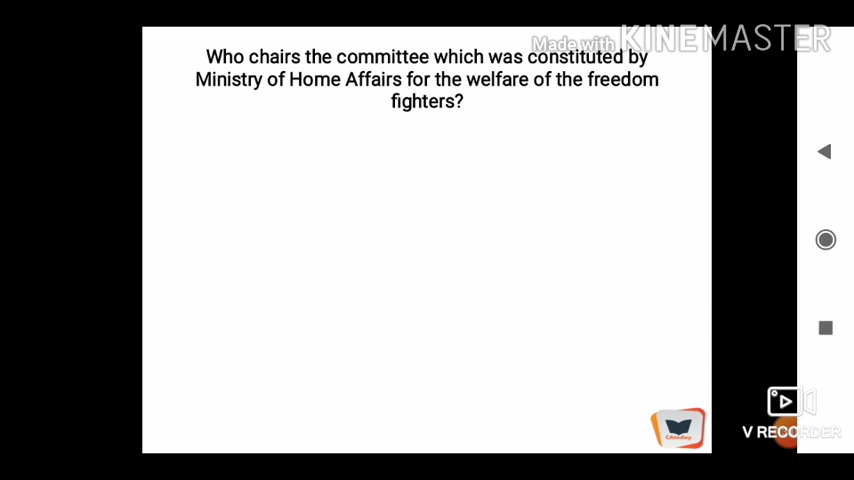 Made with KINEMASTER
Who chairs the committee which was constituted by
Ministry of Home Affairs for the welfare of the freedom
fighters?
CAtoday
V RECORDER